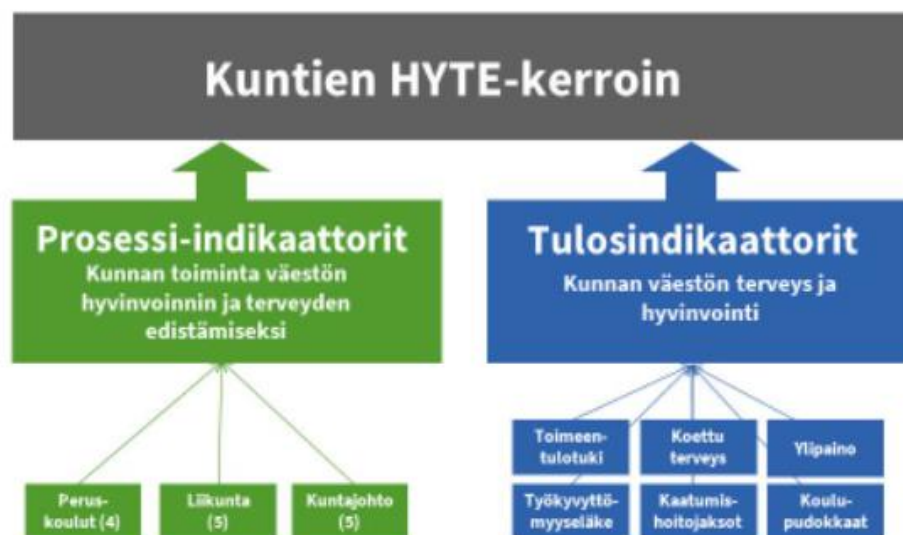 Kuntien HYTE-kerroin
Prosessi-indikaattorit
Kunnan toiminta väestön
hyvinvoinnin ja terveyden
edistämiseksi
Tulosindikaattorit
Kunnan väestön terveys ja
hyvinvointi
Perus-
koulut (4)
Liikunta
(5)
Kuntajohto
(5)
Toimeen-
tulotuki
Koettu
terveys
Ylipaino
Työkyvyttö-
myyseläke
Kaatumis-
hoitojaksot
Koulu-
pudokkaat